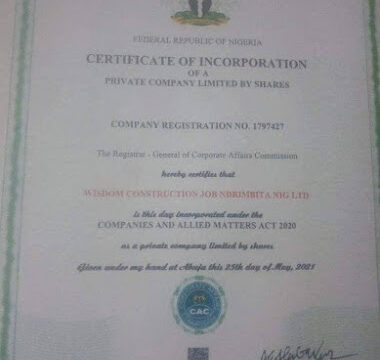 FEDERAL REPUBLIC OF NIGERIA
CERTIFICATE OF INCORPORATION
OF A
PRIVATE COMPANY LIMITED BY SHARES
COMPANY REGISTRATION NO. 1797427
The Registrar - General of Corporate Affairs Commission
hereby certifies that
WISDOM CONSTRUCTION JOB NDRIMBITA NIG LTD
is this day incorporated under the
COMPANIES AND ALLIED MATTERS ACT 2020
as a private company limited by shares
Given under my hand at Abuja this 25th day of May, 2021
CAC